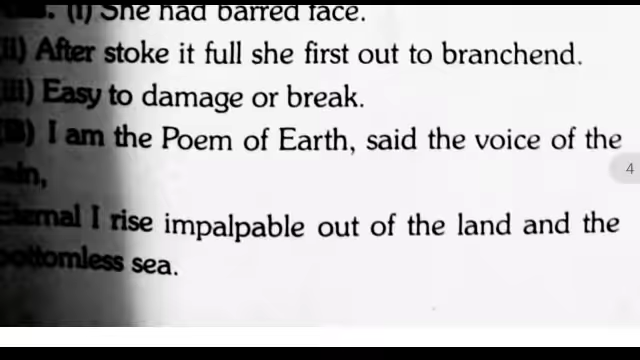 (i) She had barred face.
ii) After stoke it full she first out to branchend.
iii) Easy to damage or break.
B) I am the Poem of Earth, said the voice of the
ain,
Eternal I rise impalpable out of the land and the
bottomless sea.
4